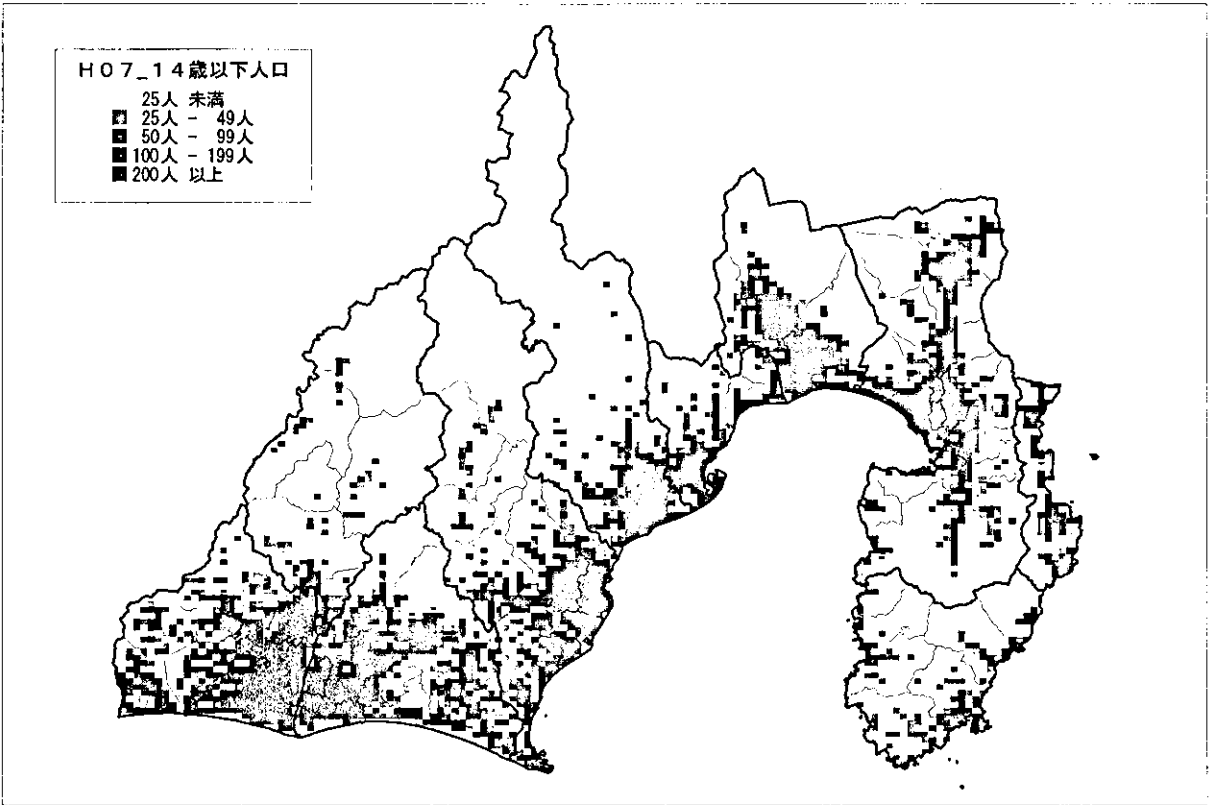 H07_14歳以下人口
25人 未満
25人 - 49人
50人 - 99人
100人 - 199人
200人 以上